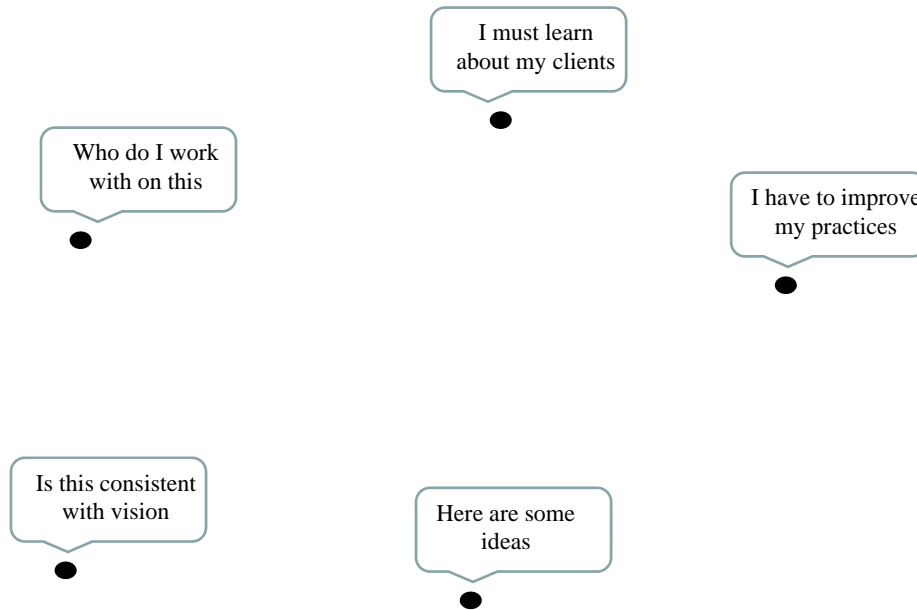 I must learn
about my clients
Who do I work
with on this
I have to improve
my practices
Is this consistent
with vision
Here are some
ideas